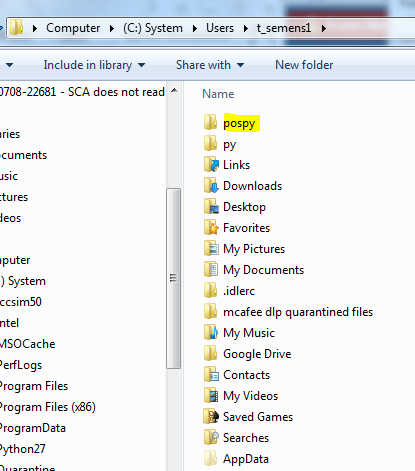 Computer (C:) System Users t_semens1
Include in library Share with New folder
0708-22681 - SCA does not read
aries
ocuments
usic
ctures
deos
mputer
:) System
ccsim50
ntel
MSOCache
PerfLogs
Program Files
Program Files (x86)
ProgramData
Python27
Quarantine
Name
pospy
py
Links
Downloads
Desktop
Favorites
My Pictures
My Documents
.idlerc
mcafee dlp quarantined files
My Music
Google Drive
Contacts
My Videos
Saved Games
Searches
AppData